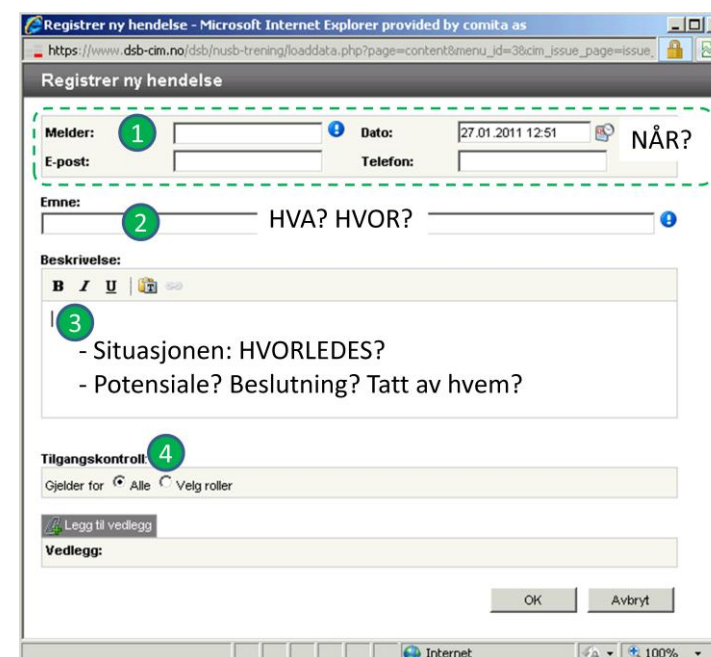 Registrer ny hendelse - Microsoft Internet Explorer provided by comita as
https://www.dsb-cim.no/dsb/nusb-trening/loaddata.php?page=content&menu_id=3&cim_issue_page=issue_
Registrer ny hendelse
Melder: 1 Dato: 27.01.2011 12:51 NÅR?
E-post: Telefon:
Emne:
2 HVA? HVOR?
Beskrivelse:
B I U
3
- Situasjonen: HVORLEDES?
- Potensiale? Beslutning? Tatt av hvem?
Tilgangskontroll: 4
Gjelder for Alle Velg roller
Legg til vedlegg
Vedlegg:
OK Avbryt
Internet 100%